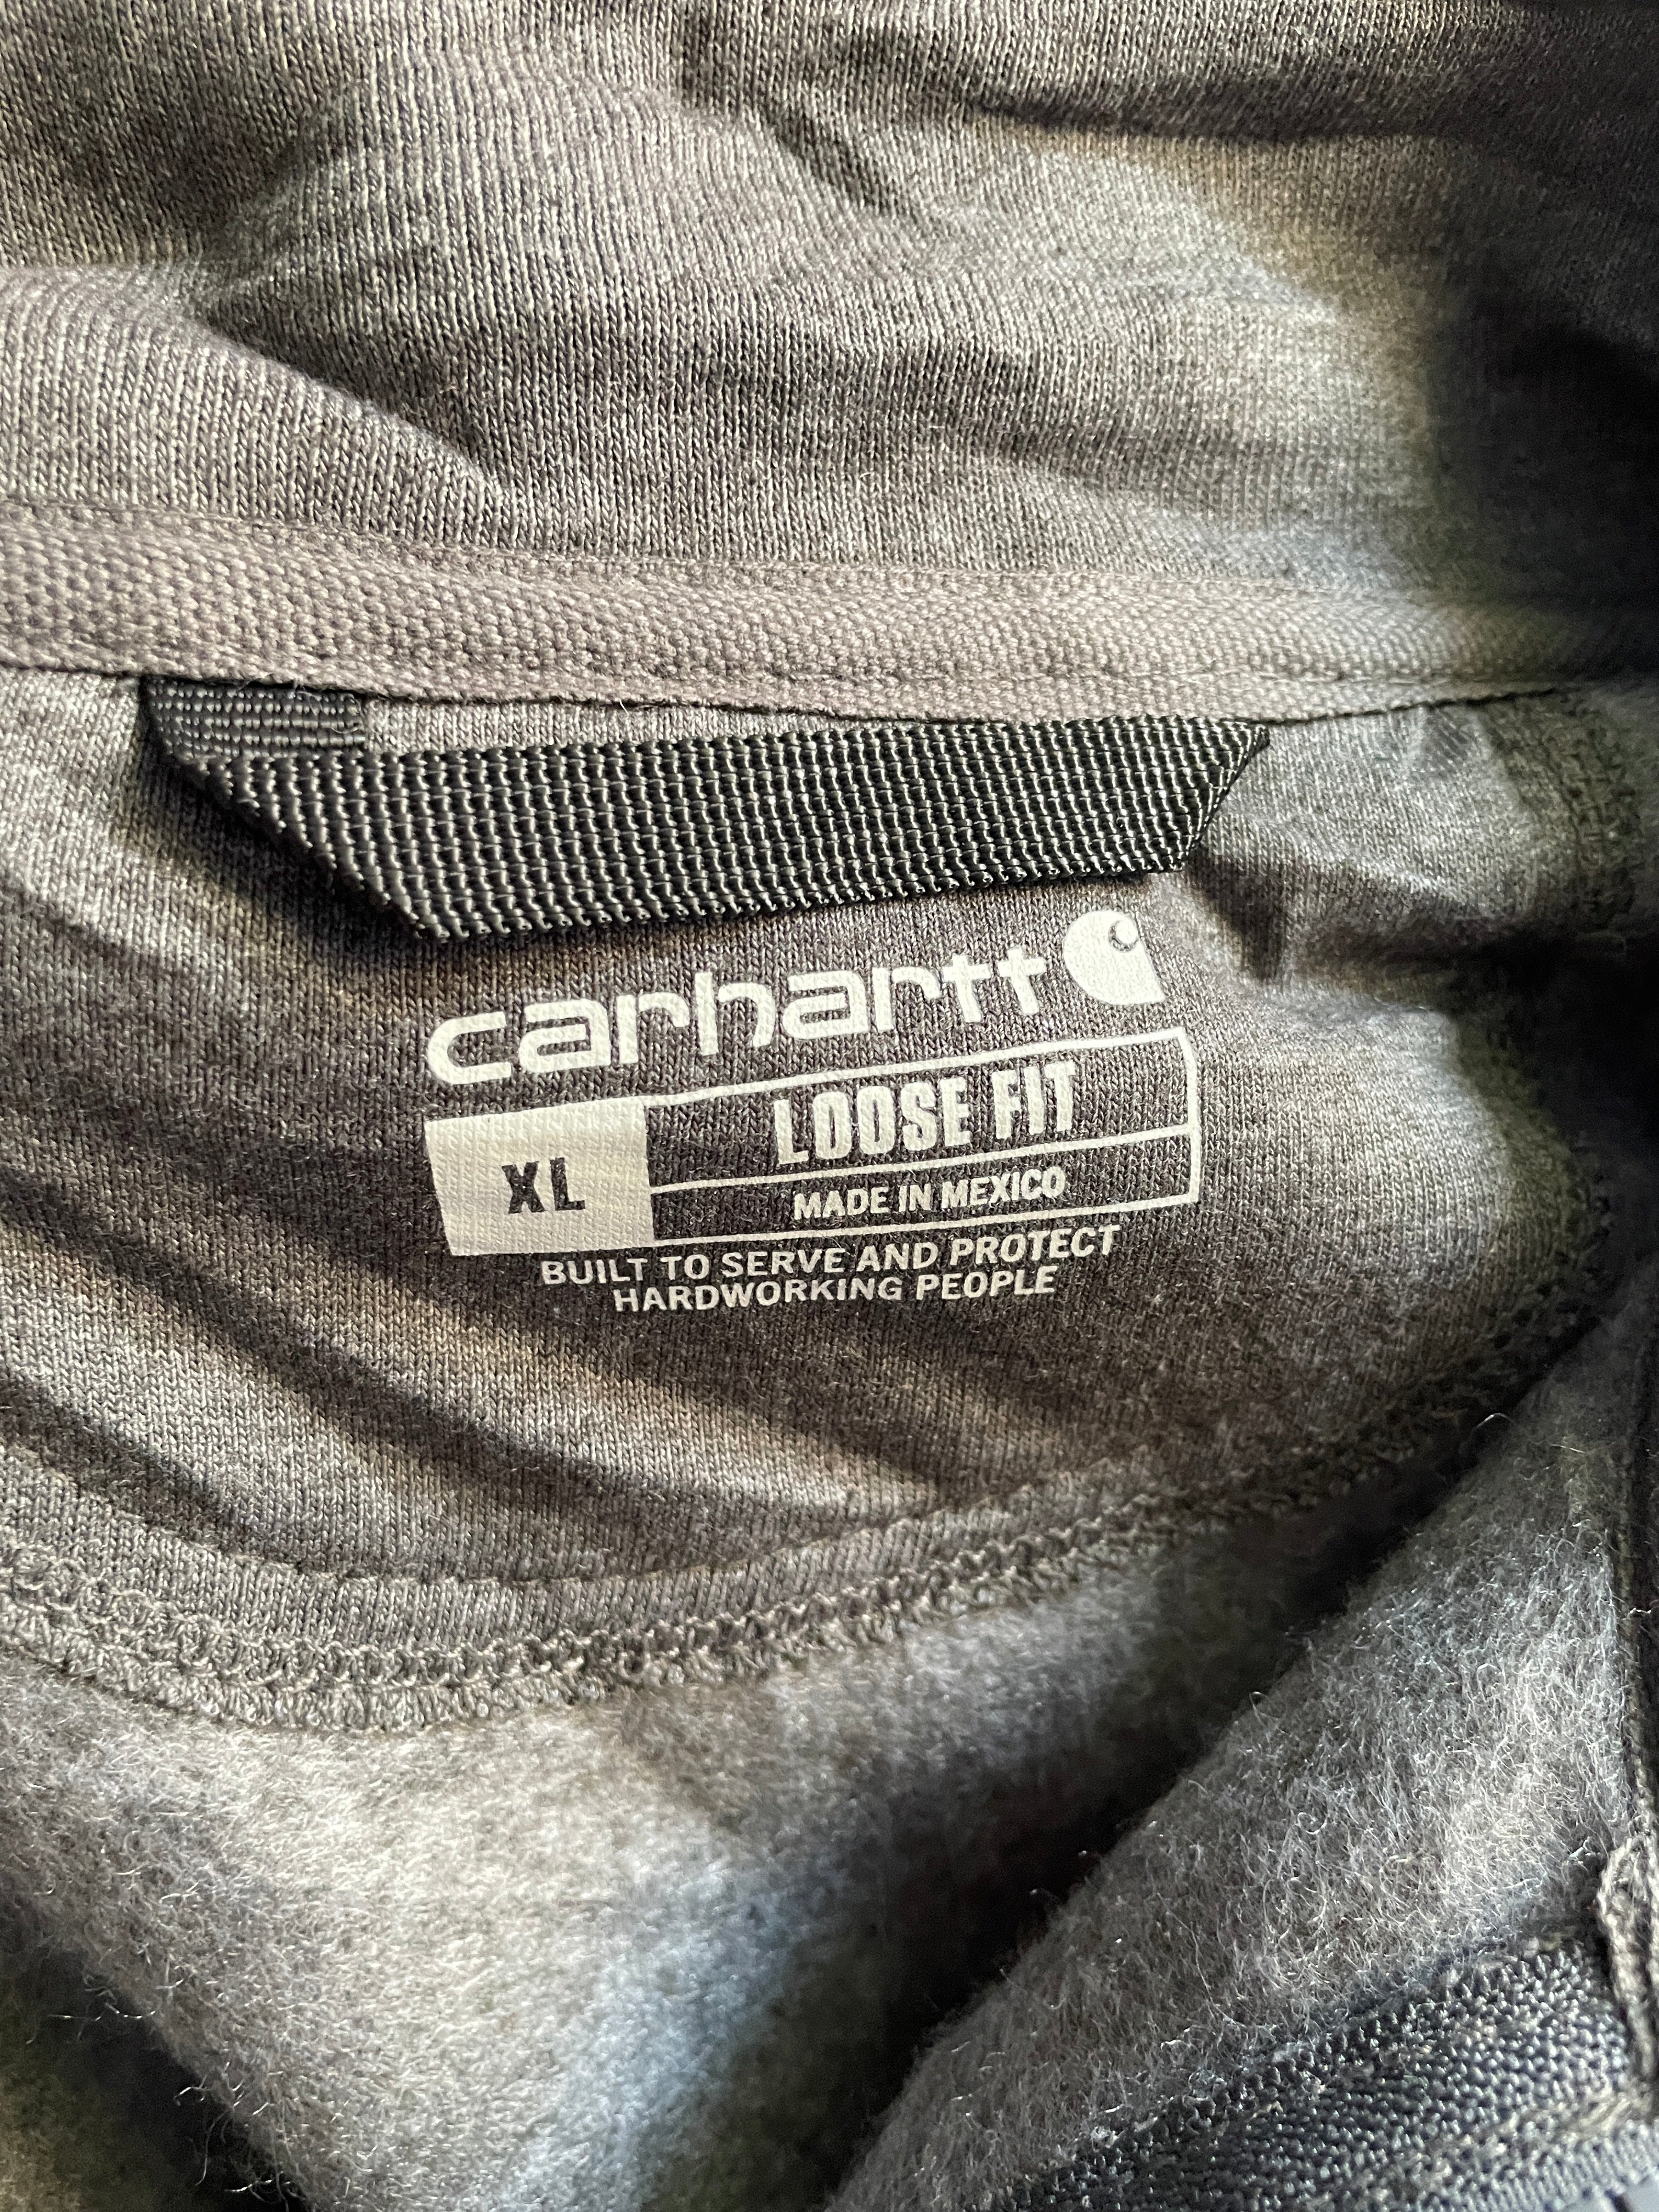 carhartt
XL
LOOSE FIT
MADE IN MEXICO
BUILT TO SERVE AND PROTECT
HARDWORKING PEOPLE